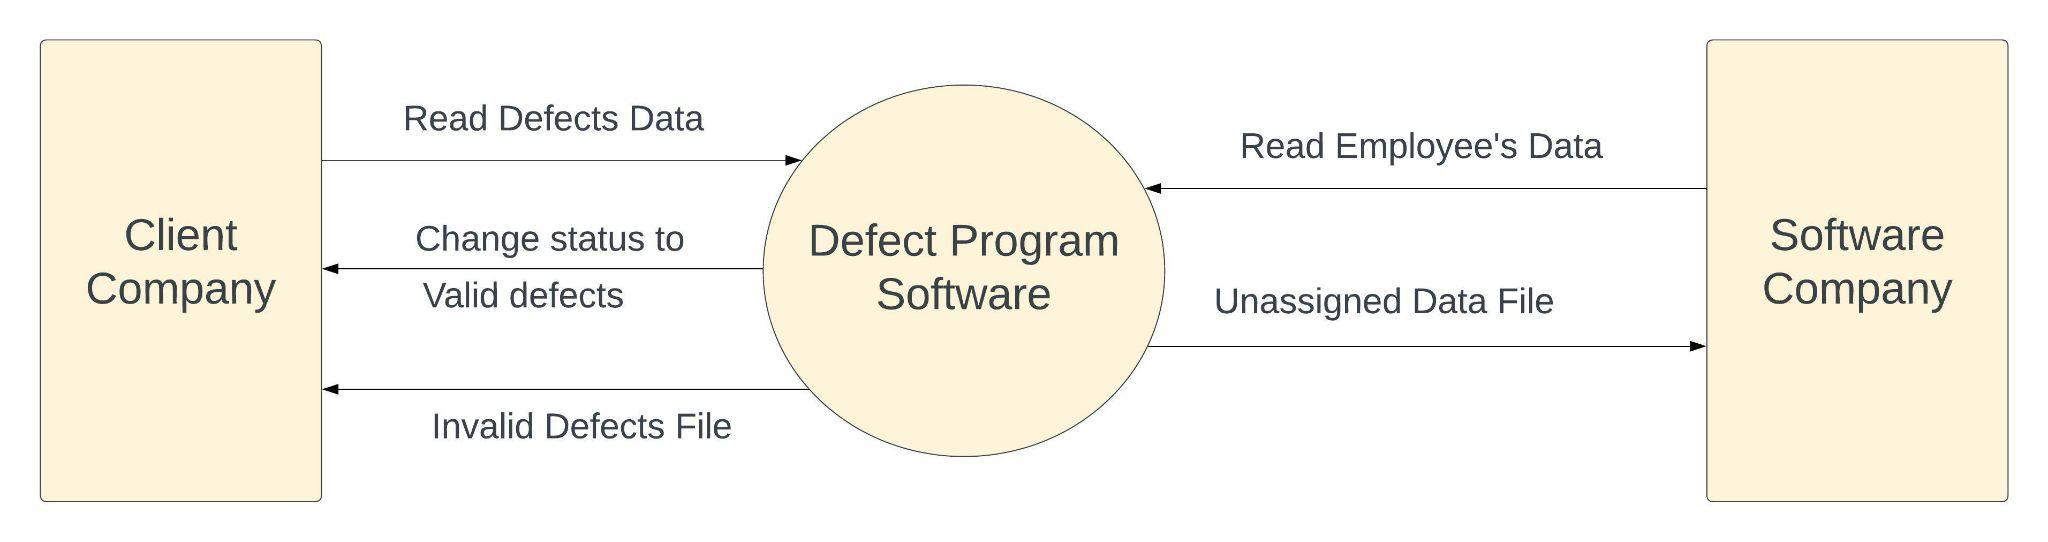 Client
Company
Read Defects Data
Change status to
Valid defects
Invalid Defects File
Defect Program
Software
Read Employee's Data
Unassigned Data File
Software
Company